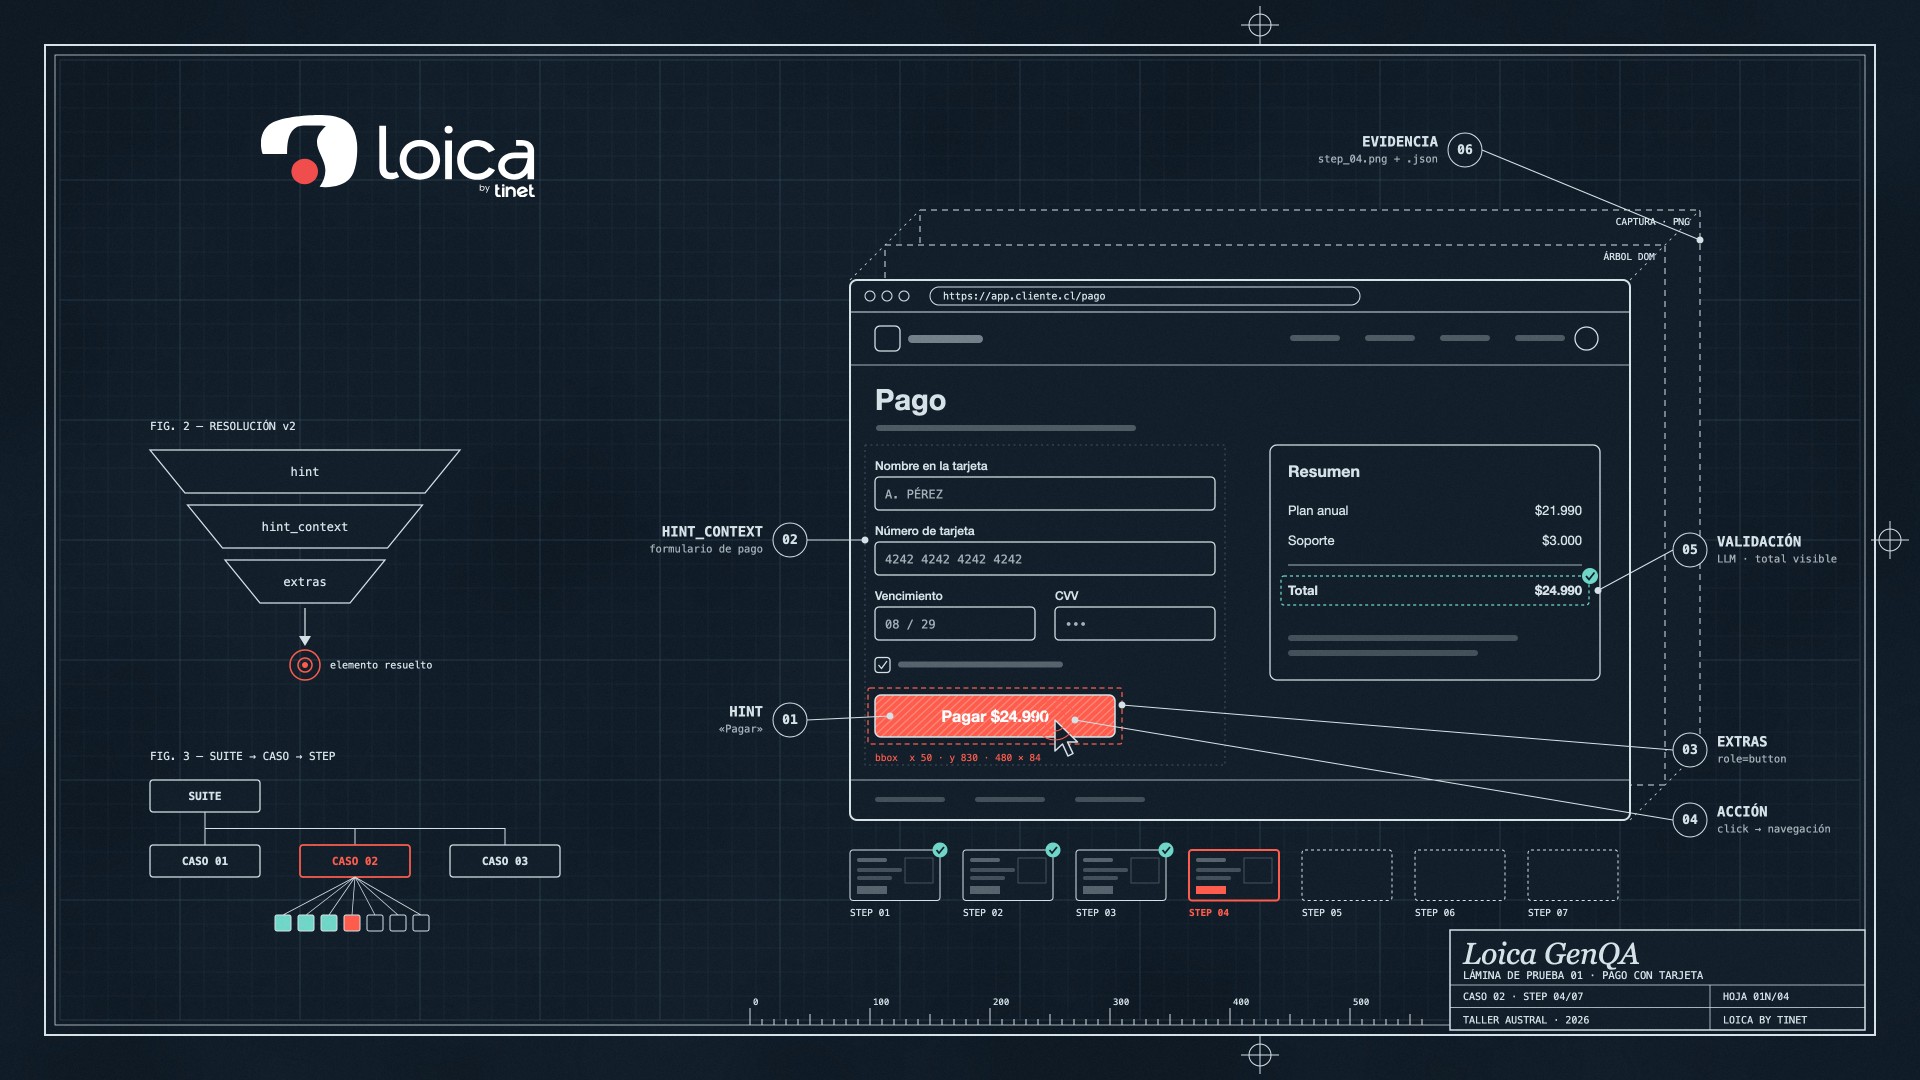 loica
by tinet
EVIDENCIA
step_04.png + .json
06
CAPTURA · PNG
ÁRBOL DOM
https://app.cliente.cl/pago
Pago
Nombre en la tarjeta
A. PÉREZ
Número de tarjeta
4242 4242 4242 4242
Vencimiento
CVV
08 / 29
•••
Pagar $24.990
bbox x 50 · y 830 · 480 × 84
Resumen
Plan anual $21.990
Soporte $3.000
Total $24.990
HINT_CONTEXT
formulario de pago
02
HINT
«Pagar»
01
05
VALIDACIÓN
LLM · total visible
03
EXTRAS
role=button
04
ACCIÓN
click → navegación
FIG. 2 — RESOLUCIÓN v2
hint
hint_context
extras
elemento resuelto
FIG. 3 — SUITE → CASO → STEP
SUITE
CASO 01
CASO 02
CASO 03
STEP 01
STEP 02
STEP 03
STEP 04
STEP 05
STEP 06
STEP 07
0 100 200 300 400 500
Loica GenQA
LÁMINA DE PRUEBA 01 · PAGO CON TARJETA
CASO 02 · STEP 04/07
HOJA 01N/04
TALLER AUSTRAL · 2026
LOICA BY TINET